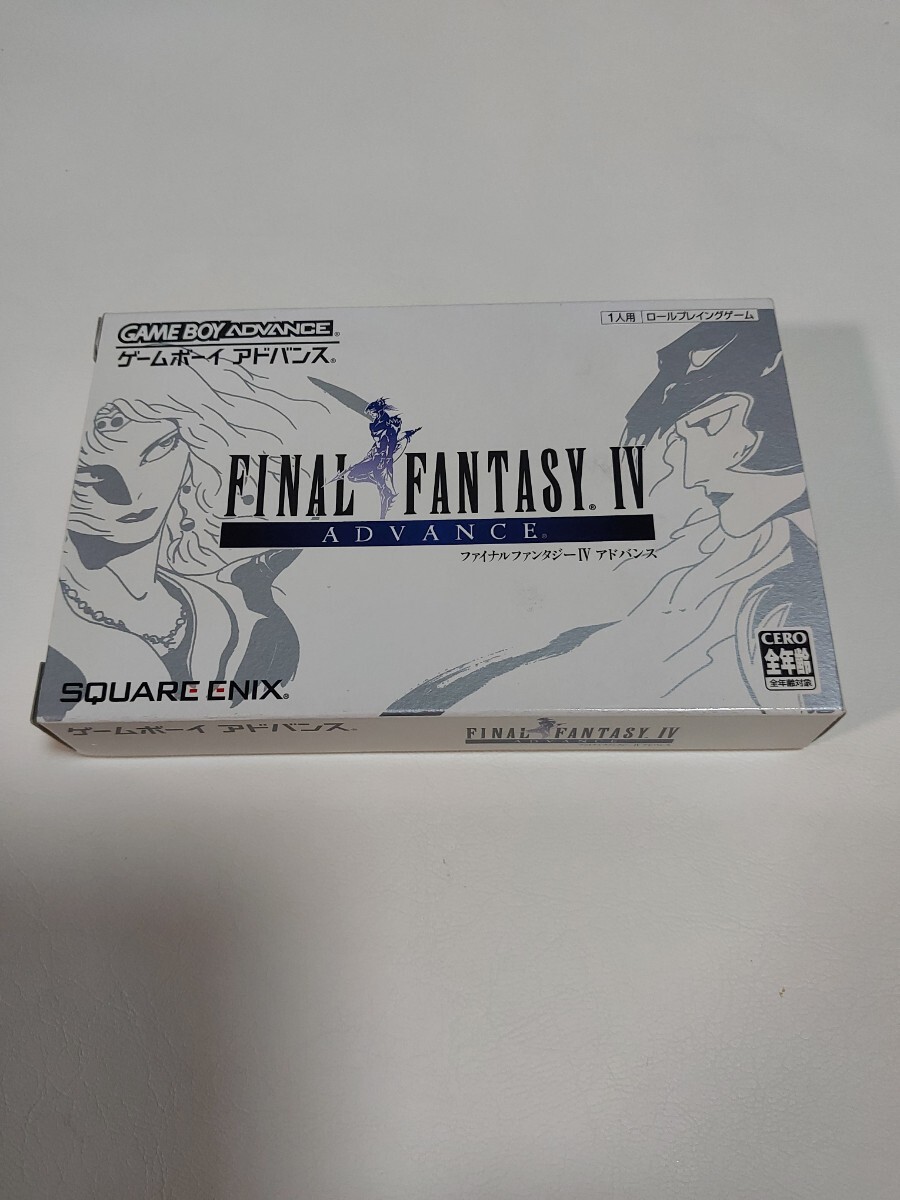 GAME BOY ADVANCE®
ゲームボーイ アドバンス®
1人用 ロールプレイングゲーム
FINAL FANTASY® IV
ADVANCE®
ファイナルファンタジーIV アドバンス
CERO
全年齢
全年齢対象
SQUARE ENIX®
ゲームボーイ アドバンス®
FINAL FANTASY IV
ADVANCE